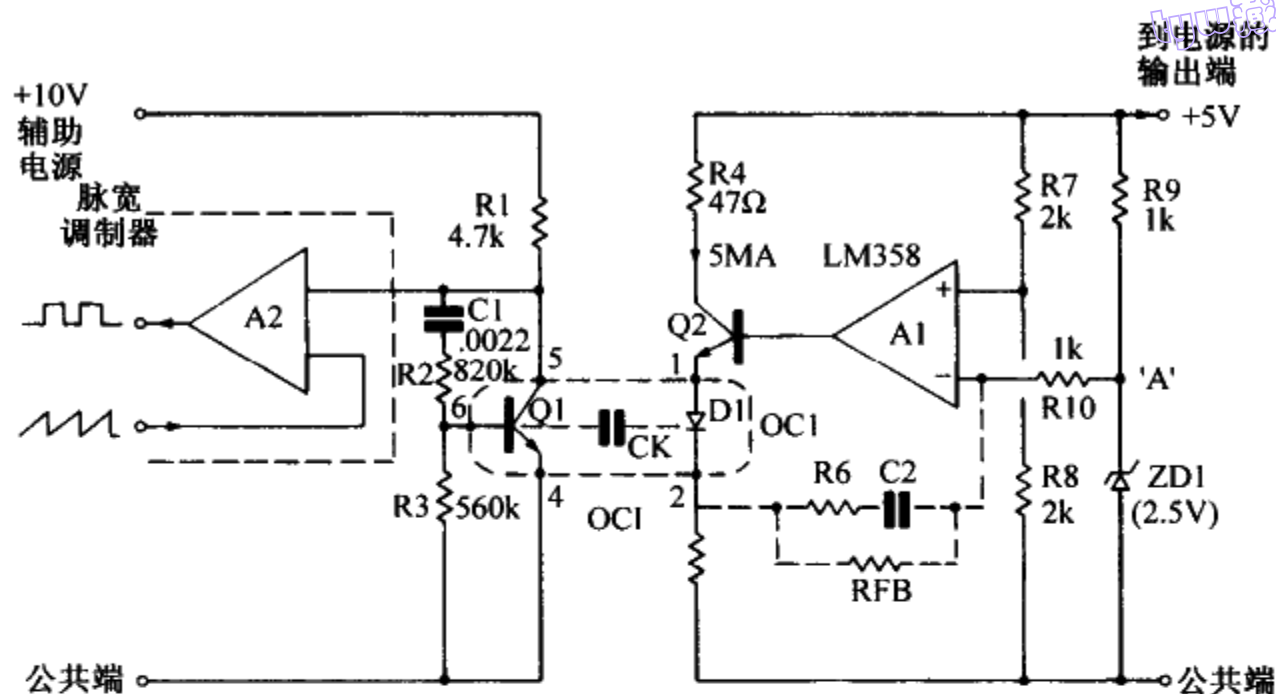 到电源的
输出端
+10V
辅助
电源
+5V
脉宽
调制器
R1
4.7k
R4
47Ω
5MA
LM358
R7
2k
R9
1k
A2
C1
.0022
R2
820k
5
6
Q1
4
CK
OC1
1
Q2
D1
OC1
2
A1
+
−
1k
R10
'A'
R3
560k
R6
C2
RFB
R8
2k
ZD1
(2.5V)
公共端
公共端